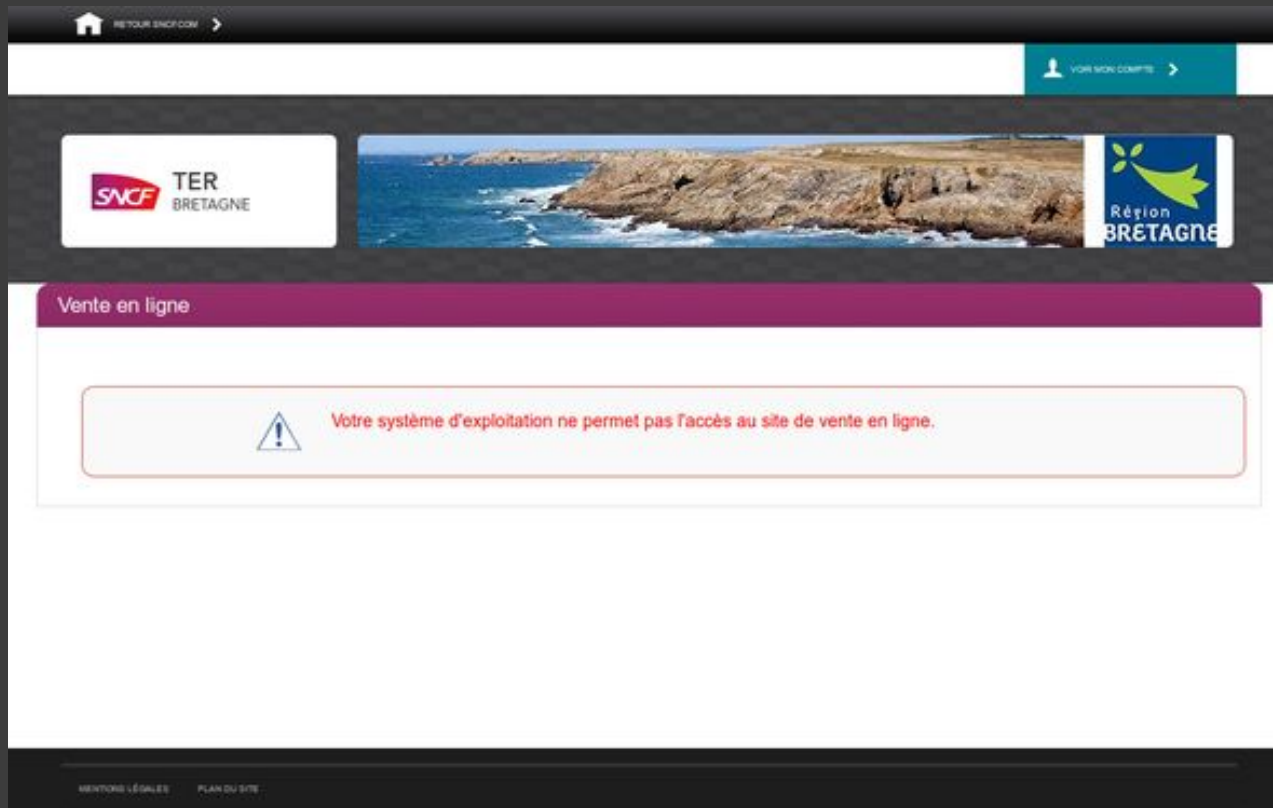 RETOUR SNCF.COM
VOIR MON COMPTE
SNCF
TER
BRETAGNE
Région
BRETAGNE
Vente en ligne
Votre système d'exploitation ne permet pas l'accès au site de vente en ligne.
MENTIONS LÉGALES PLAN DU SITE